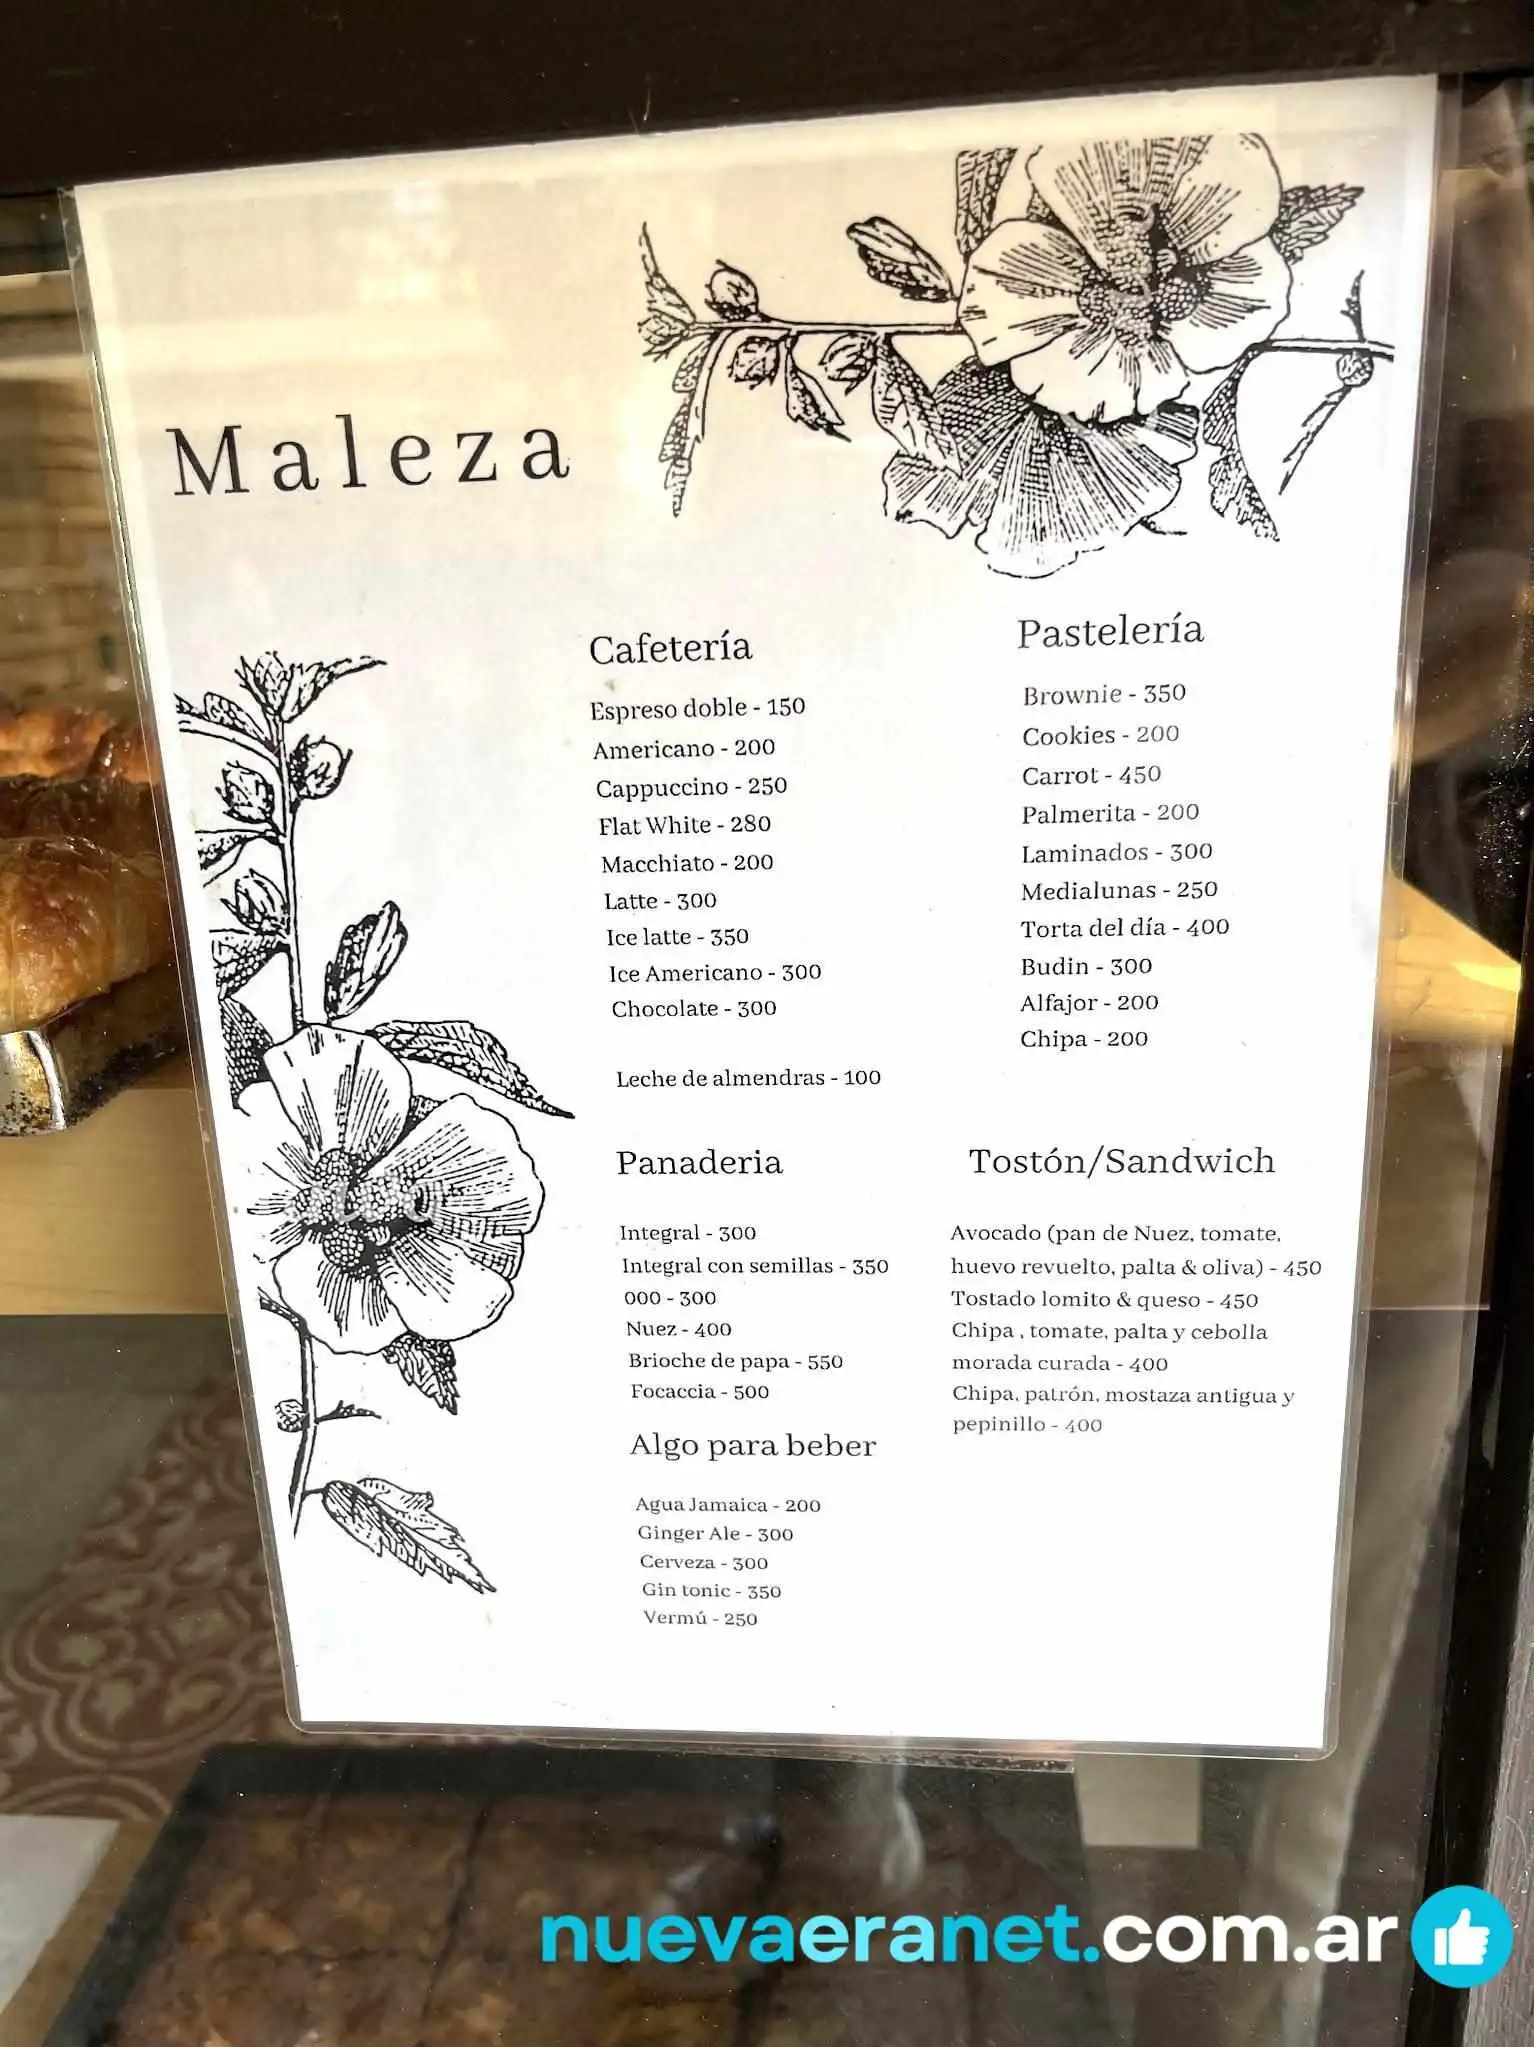 Maleza
Cafetería
Espreso doble - 150
Americano - 200
Cappuccino - 250
Flat White - 280
Macchiato - 200
Latte - 300
Ice latte - 350
Ice Americano - 300
Chocolate - 300
Leche de almendras - 100
Pastelería
Brownie - 350
Cookies - 200
Carrot - 450
Palmerita - 200
Laminados - 300
Medialunas - 250
Torta del día - 400
Budin - 300
Alfajor - 200
Chipa - 200
Panaderia
Integral - 300
Integral con semillas - 350
000 - 300
Nuez - 400
Brioche de papa - 550
Focaccia - 500
Tostón/Sandwich
Avocado (pan de Nuez, tomate,
huevo revuelto, palta & oliva) - 450
Tostado lomito & queso - 450
Chipa , tomate, palta y cebolla
morada curada - 400
Chipa, patrón, mostaza antigua y
pepinillo - 400
Algo para beber
Agua Jamaica - 200
Ginger Ale - 300
Cerveza - 300
Gin tonic - 350
Vermú - 250
nuevaeranet.com.ar